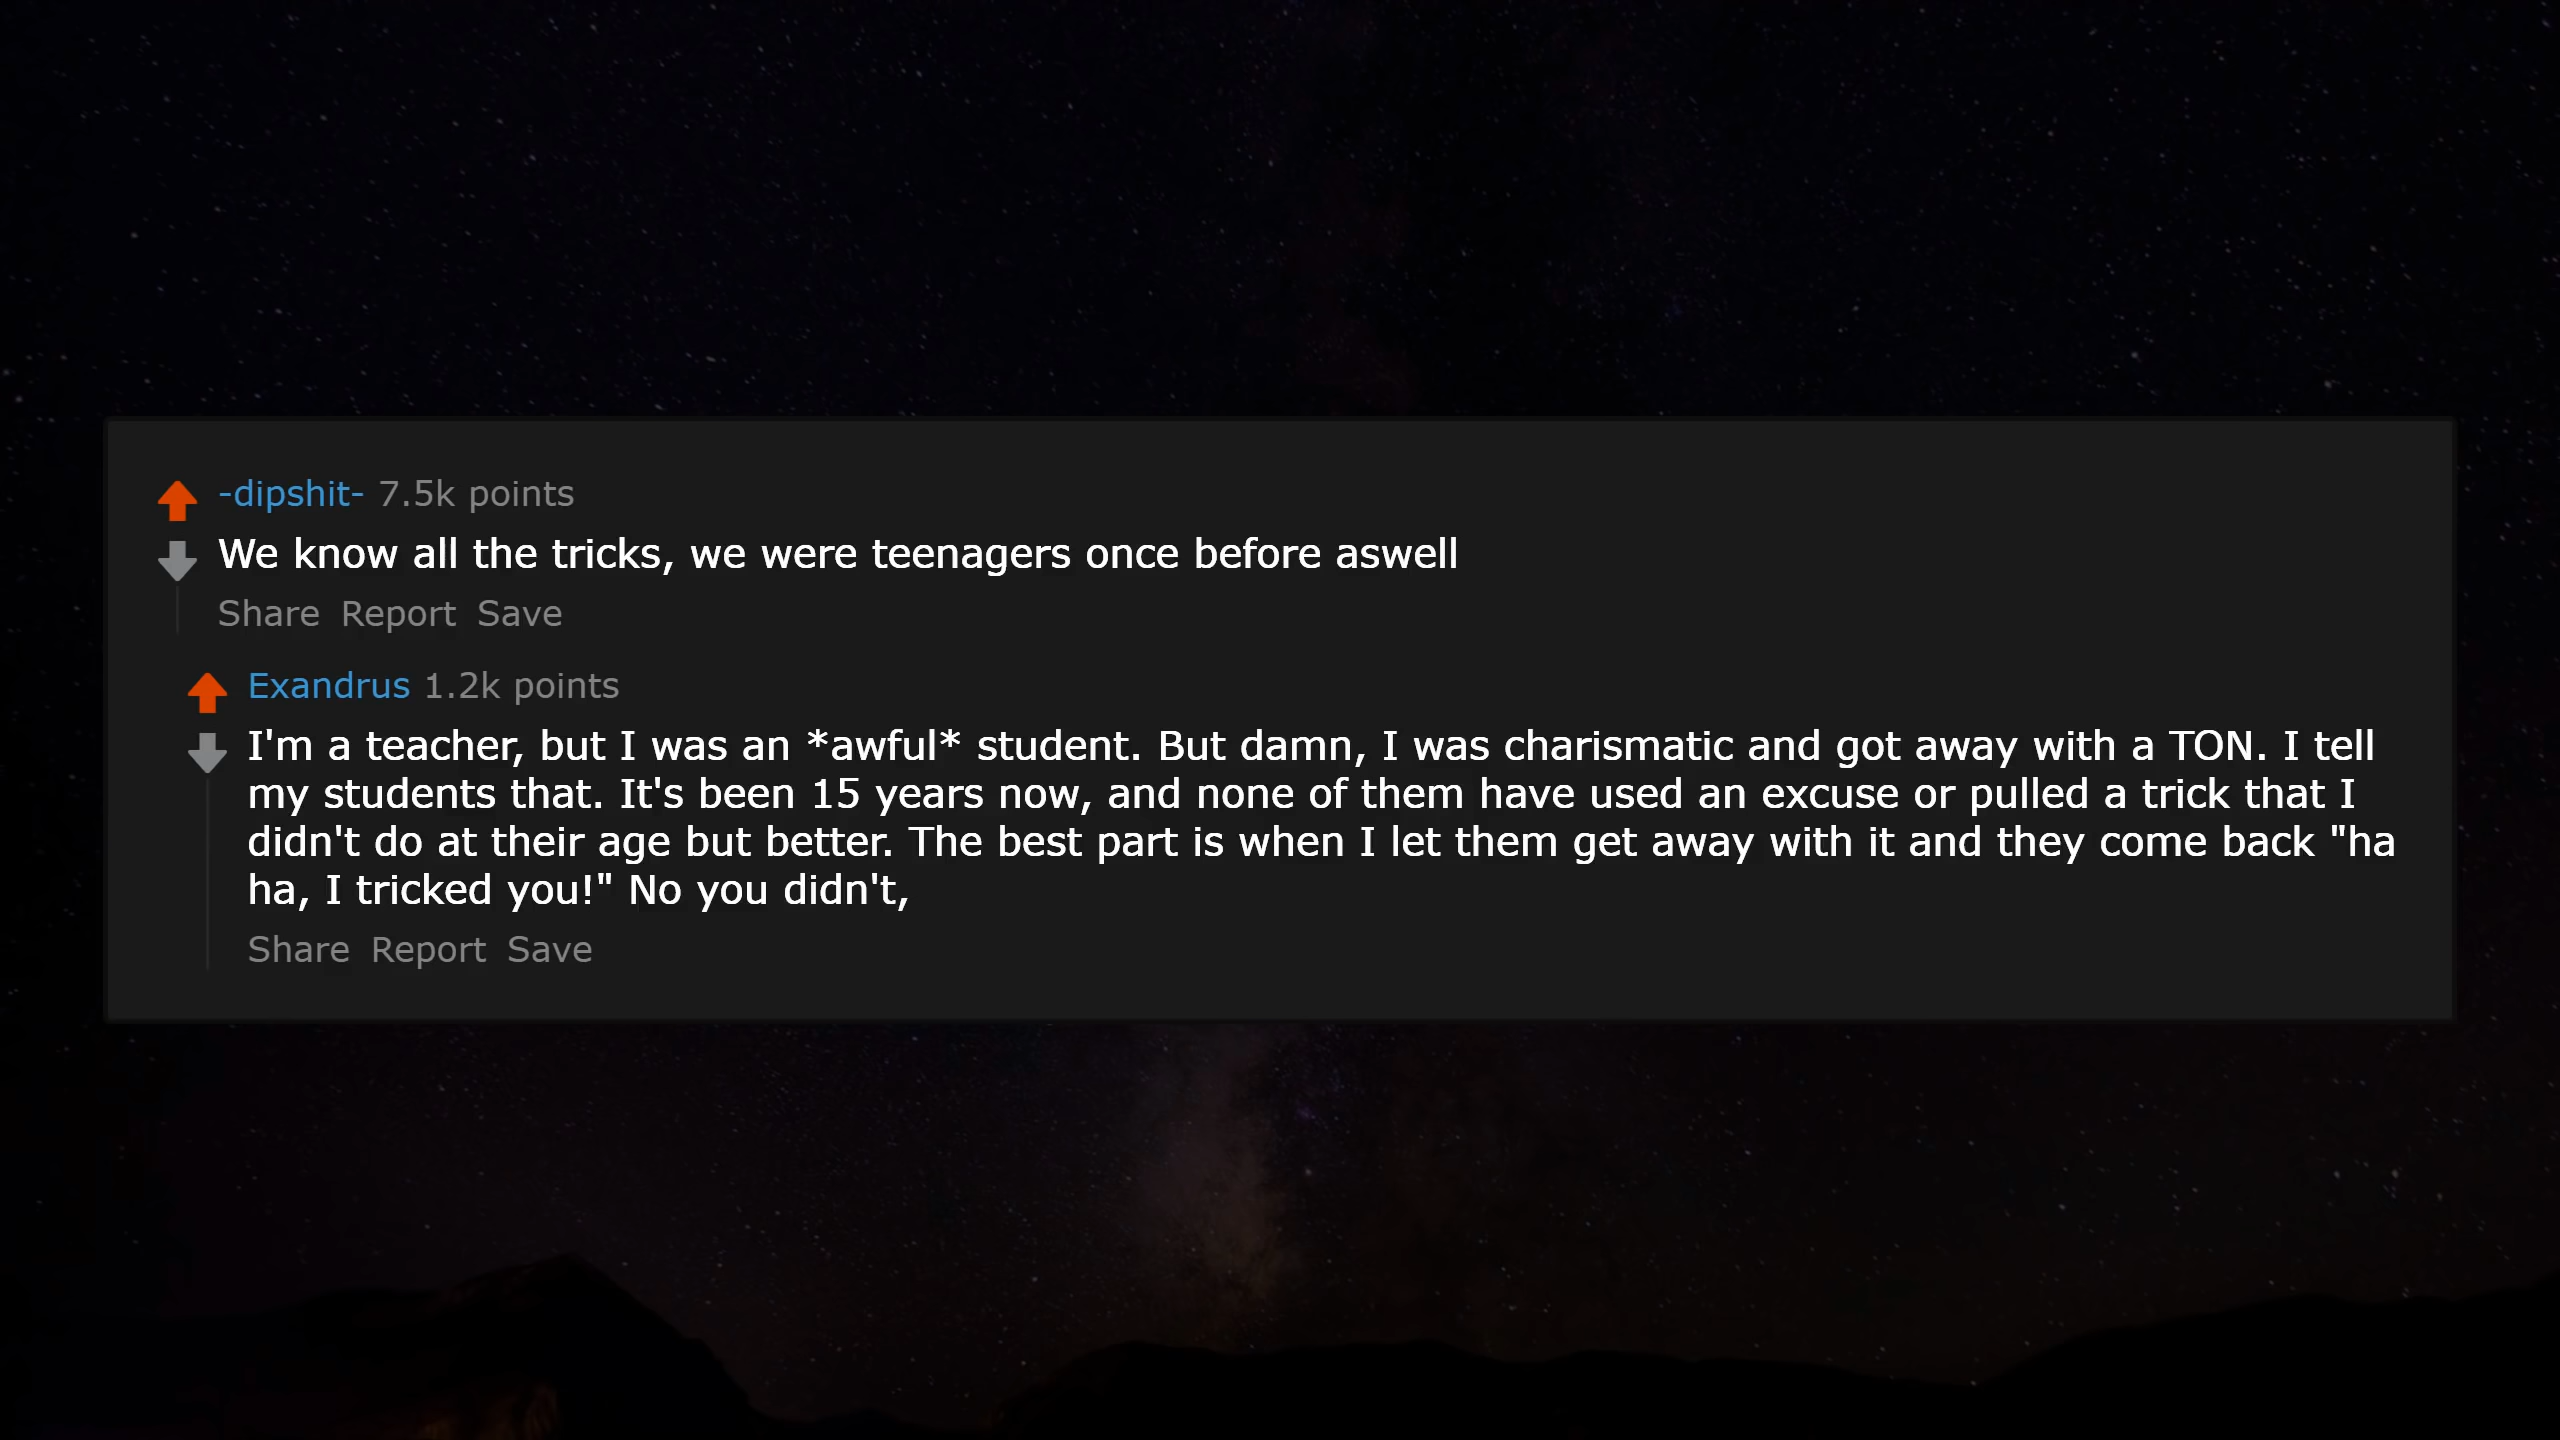 -dipshit- 7.5k points
We know all the tricks, we were teenagers once before aswell
Share Report Save
Exandrus 1.2k points
I'm a teacher, but I was an *awful* student. But damn, I was charismatic and got away with a TON. I tell
my students that. It's been 15 years now, and none of them have used an excuse or pulled a trick that I
didn't do at their age but better. The best part is when I let them get away with it and they come back "ha
ha, I tricked you!" No you didn't,
Share Report Save